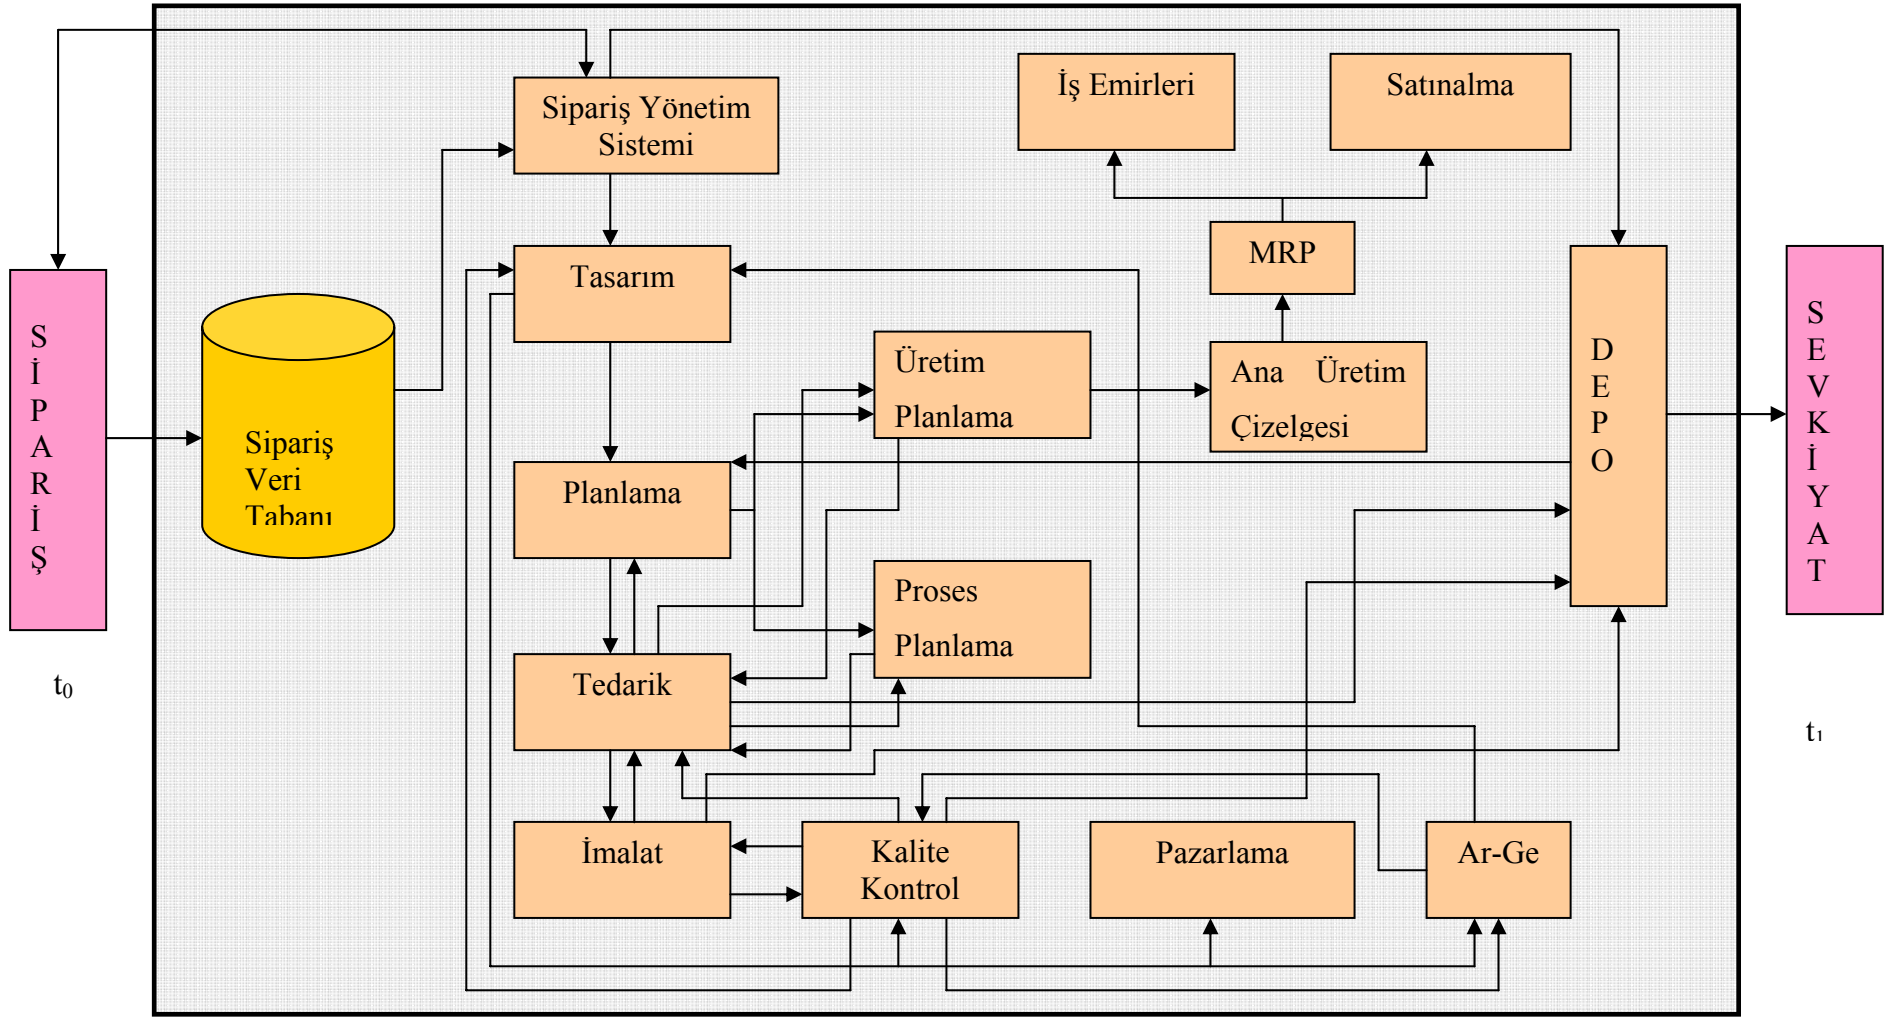 Sipariş Yönetim
Sistemi
İş Emirleri
Satınalma
MRP
Tasarım
S
İ
P
A
R
İ
Ş
Sipariş
Veri
Tabanı
Üretim
Planlama
Ana Üretim
Çizelgesi
D
E
P
O
S
E
V
K
İ
Y
A
T
Planlama
Proses
Planlama
Tedarik
t₀
t₁
İmalat
Kalite
Kontrol
Pazarlama
Ar-Ge